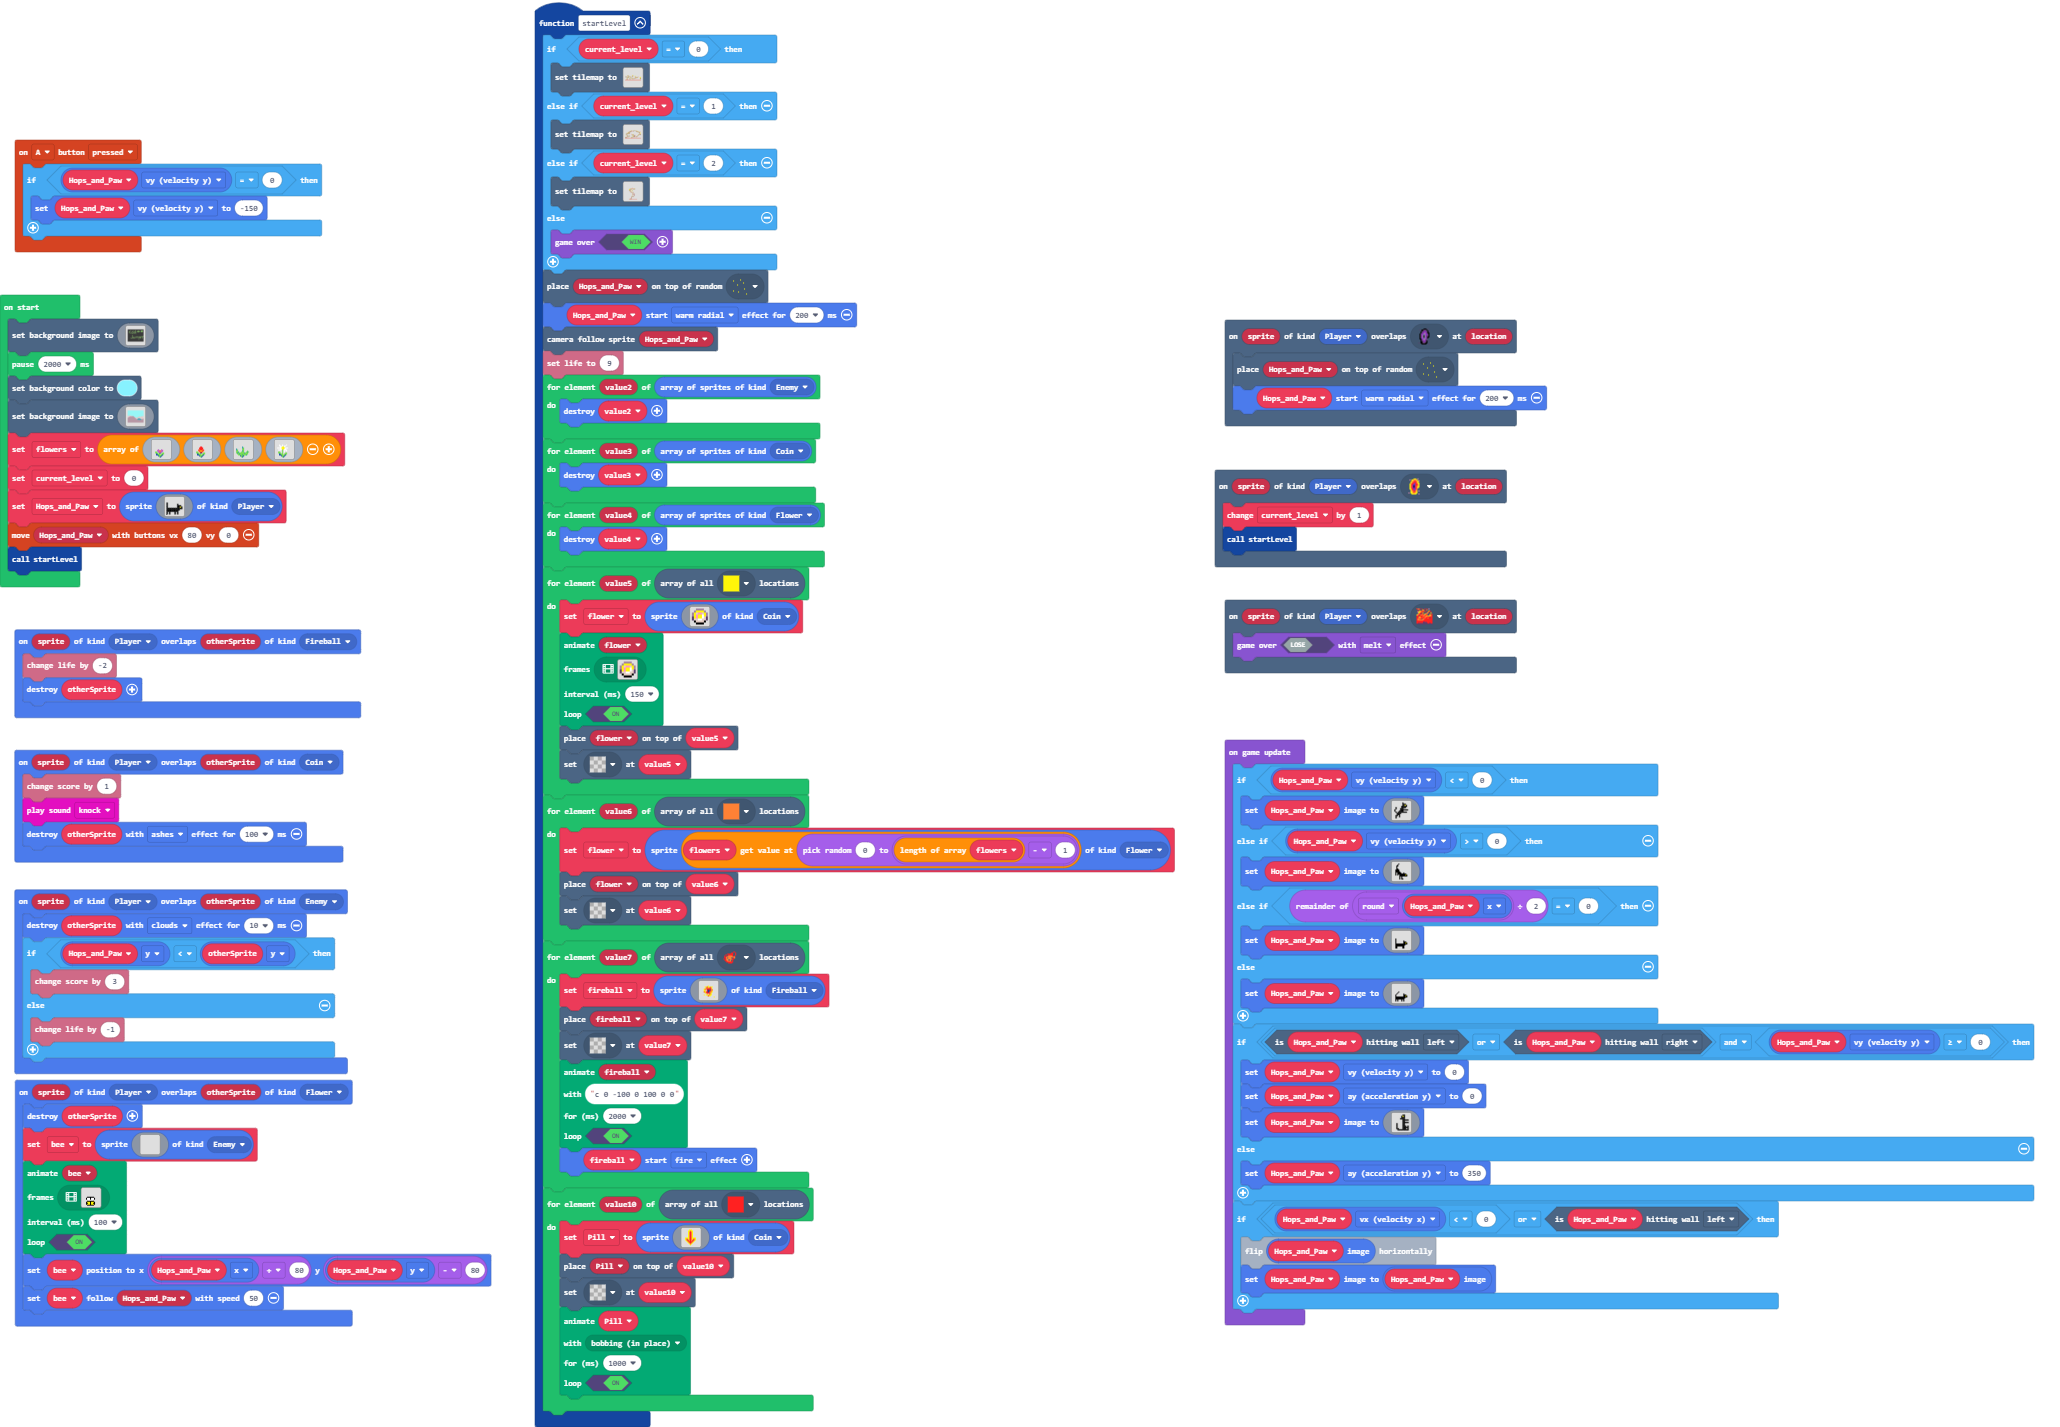 on A button pressed
if Hops_and_Paw vy (velocity y) = 0 then
set Hops_and_Paw vy (velocity y) to -150
on start
set background image to
pause 2000 ms
set background color to
set background image to
set flowers to array of
set current_level to 0
set Hops_and_Paw to sprite of kind Player
move Hops_and_Paw with buttons vx 80 vy 0
call startLevel
on sprite of kind Player overlaps otherSprite of kind Fireball
change life by -2
destroy otherSprite
on sprite of kind Player overlaps otherSprite of kind Coin
change score by 1
play sound knock
destroy otherSprite with ashes effect for 100 ms
on sprite of kind Player overlaps otherSprite of kind Enemy
destroy otherSprite with clouds effect for 10 ms
if Hops_and_Paw y < otherSprite y then
change score by 3
else
change life by -1
on sprite of kind Player overlaps otherSprite of kind Flower
destroy otherSprite
set bee to sprite of kind Enemy
animate bee
frames
interval (ms) 100
loop ON
set bee position to x Hops_and_Paw x + 80 y Hops_and_Paw y - 80
set bee follow Hops_and_Paw with speed 50
function startLevel
if current_level = 0 then
set tilemap to
else if current_level = 1 then
set tilemap to
else if current_level = 2 then
set tilemap to
else
game over WIN
place Hops_and_Paw on top of random
Hops_and_Paw start warm radial effect for 200 ms
camera follow sprite Hops_and_Paw
set life to 9
for element value2 of array of sprites of kind Enemy
do destroy value2
for element value3 of array of sprites of kind Coin
do destroy value3
for element value4 of array of sprites of kind Flower
do destroy value4
for element value5 of array of all locations
do set flower to sprite of kind Coin
animate flower
frames
interval (ms) 150
loop ON
place flower on top of value5
set at value5
for element value6 of array of all locations
do set flower to sprite flowers get value at pick random 0 to length of array flowers - 1 of kind Flower
place flower on top of value6
set at value6
for element value7 of array of all locations
do set fireball to sprite of kind Fireball
place fireball on top of value7
set at value7
animate fireball
with "c 0 -100 0 100 0 0"
for (ms) 2000
loop ON
fireball start fire effect
for element value10 of array of all locations
do set Pill to sprite of kind Coin
place Pill on top of value10
set at value10
animate Pill
with bobbing (in place)
for (ms) 1000
loop ON
on sprite of kind Player overlaps at location
place Hops_and_Paw on top of random
Hops_and_Paw start warm radial effect for 200 ms
on sprite of kind Player overlaps at location
change current_level by 1
call startLevel
on sprite of kind Player overlaps at location
game over LOSE with melt effect
on game update
if Hops_and_Paw vy (velocity y) < 0 then
set Hops_and_Paw image to
else if Hops_and_Paw vy (velocity y) > 0 then
set Hops_and_Paw image to
else if remainder of round Hops_and_Paw x ÷ 2 = 0 then
set Hops_and_Paw image to
else
set Hops_and_Paw image to
if is Hops_and_Paw hitting wall left or is Hops_and_Paw hitting wall right and Hops_and_Paw vy (velocity y) ≥ 0 then
set Hops_and_Paw vy (velocity y) to 0
set Hops_and_Paw ay (acceleration y) to 0
set Hops_and_Paw image to
else
set Hops_and_Paw ay (acceleration y) to 350
if Hops_and_Paw vx (velocity x) < 0 or is Hops_and_Paw hitting wall left then
flip Hops_and_Paw image horizontally
set Hops_and_Paw image to Hops_and_Paw image